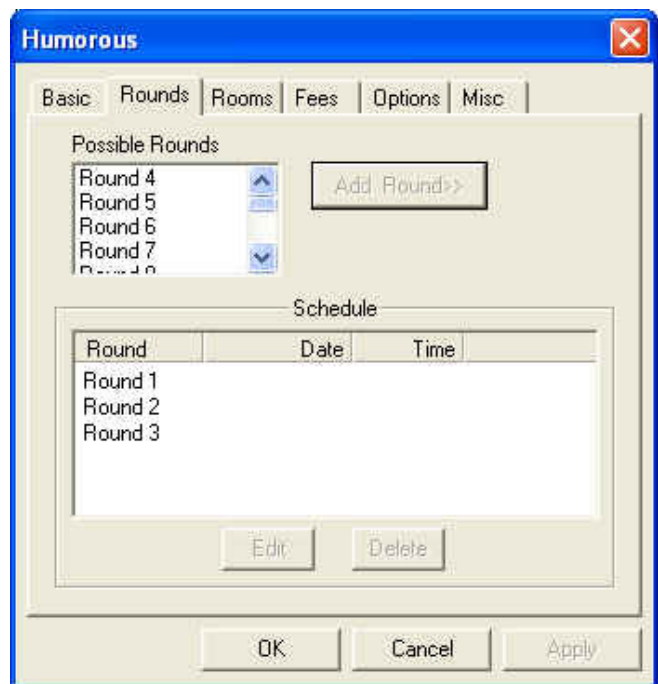 Humorous
Basic Rounds Rooms Fees Options Misc
Possible Rounds
Round 4
Round 5
Round 6
Round 7
Add Round>>
Schedule
Round Date Time
Round 1
Round 2
Round 3
Edit Delete
OK Cancel Apply